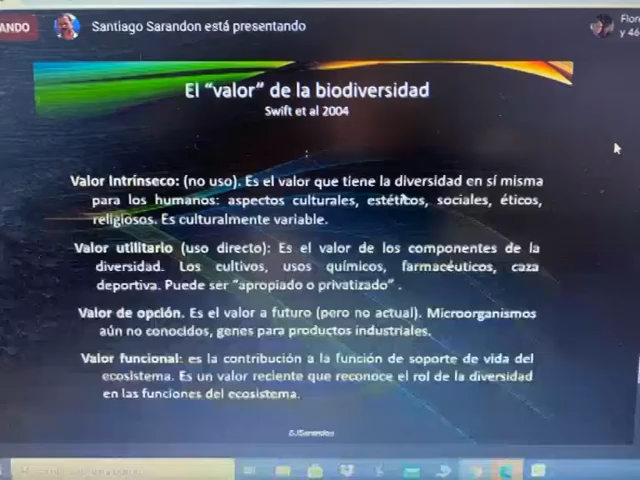 ANDO
Santiago Sarandon está presentando
Flor
y 46
El “valor” de la biodiversidad
Swift et al 2004
Valor Intrínseco: (no uso). Es el valor que tiene la diversidad en sí misma
para los humanos: aspectos culturales, estéticos, sociales, éticos,
religiosos. Es culturalmente variable.
Valor utilitario (uso directo): Es el valor de los componentes de la
diversidad. Los cultivos, usos químicos, farmacéuticos, caza
deportiva. Puede ser “apropiado o privatizado” .
Valor de opción. Es el valor a futuro (pero no actual). Microorganismos
aún no conocidos, genes para productos industriales.
Valor funcional: es la contribución a la función de soporte de vida del
ecosistema. Es un valor reciente que reconoce el rol de la diversidad
en las funciones del ecosistema.